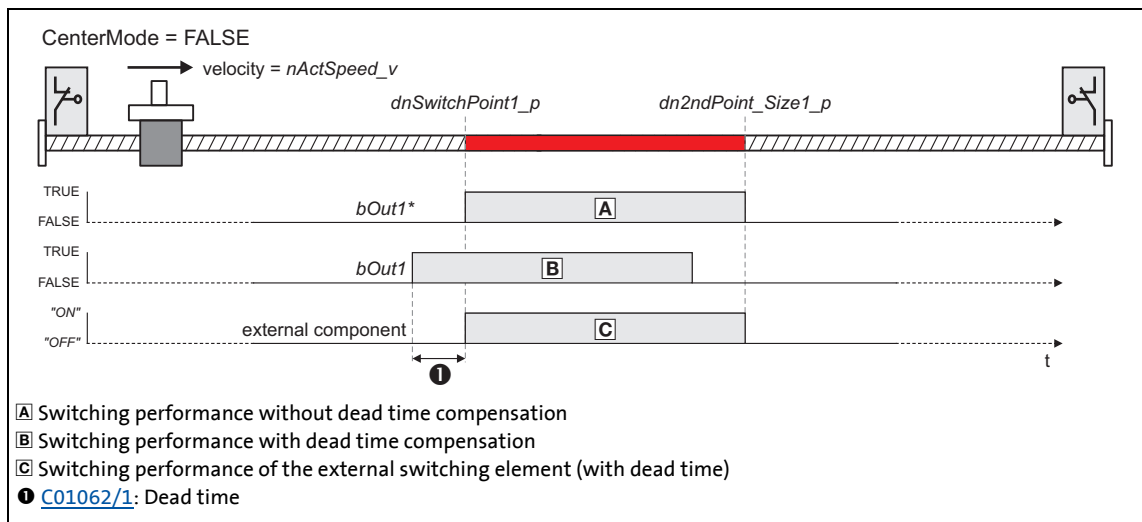 CenterMode = FALSE
velocity = nActSpeed_v
dnSwitchPoint1_p
dn2ndPoint_Size1_p
TRUE
FALSE
bOut1*
A
TRUE
FALSE
bOut1
B
"ON"
"OFF"
external component
C
t
❶
A Switching performance without dead time compensation
B Switching performance with dead time compensation
C Switching performance of the external switching element (with dead time)
❶ C01062/1: Dead time